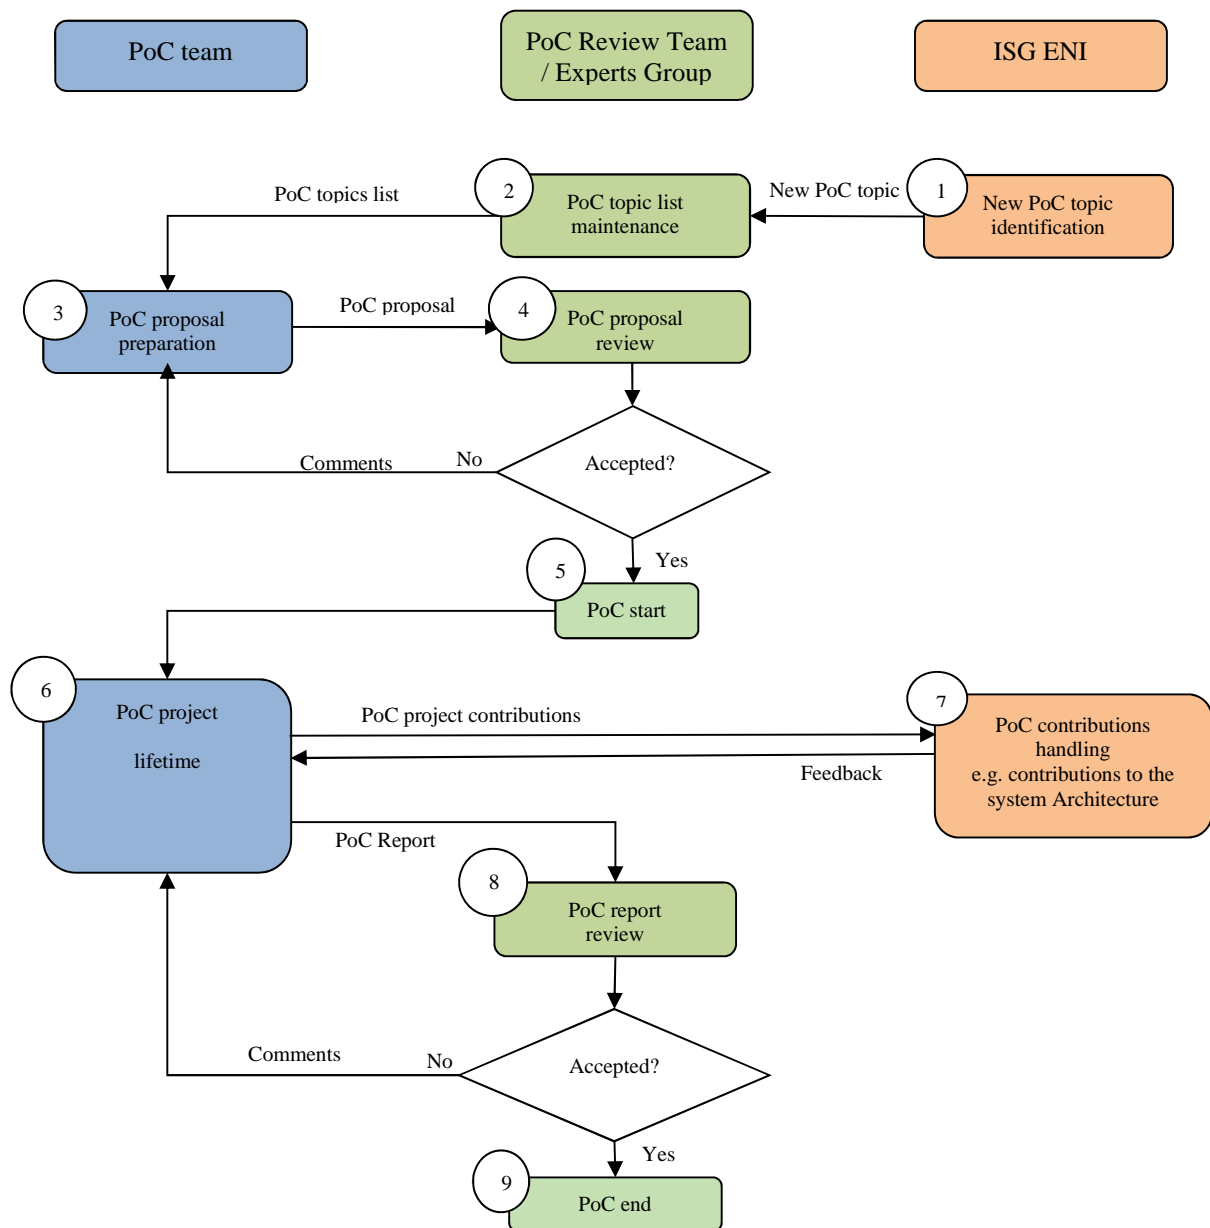 PoC team
PoC Review Team
/ Experts Group
ISG ENI
PoC topics list
2
PoC topic list
maintenance
New PoC topic
1
New PoC topic
identification
3
PoC proposal
preparation
PoC proposal
4
PoC proposal
review
Comments
No
Accepted?
Yes
5
PoC start
6
PoC project
lifetime
PoC project contributions
Feedback
7
PoC contributions
handling
e.g. contributions to the
system Architecture
PoC Report
8
PoC report
review
Comments
No
Accepted?
Yes
9
PoC end